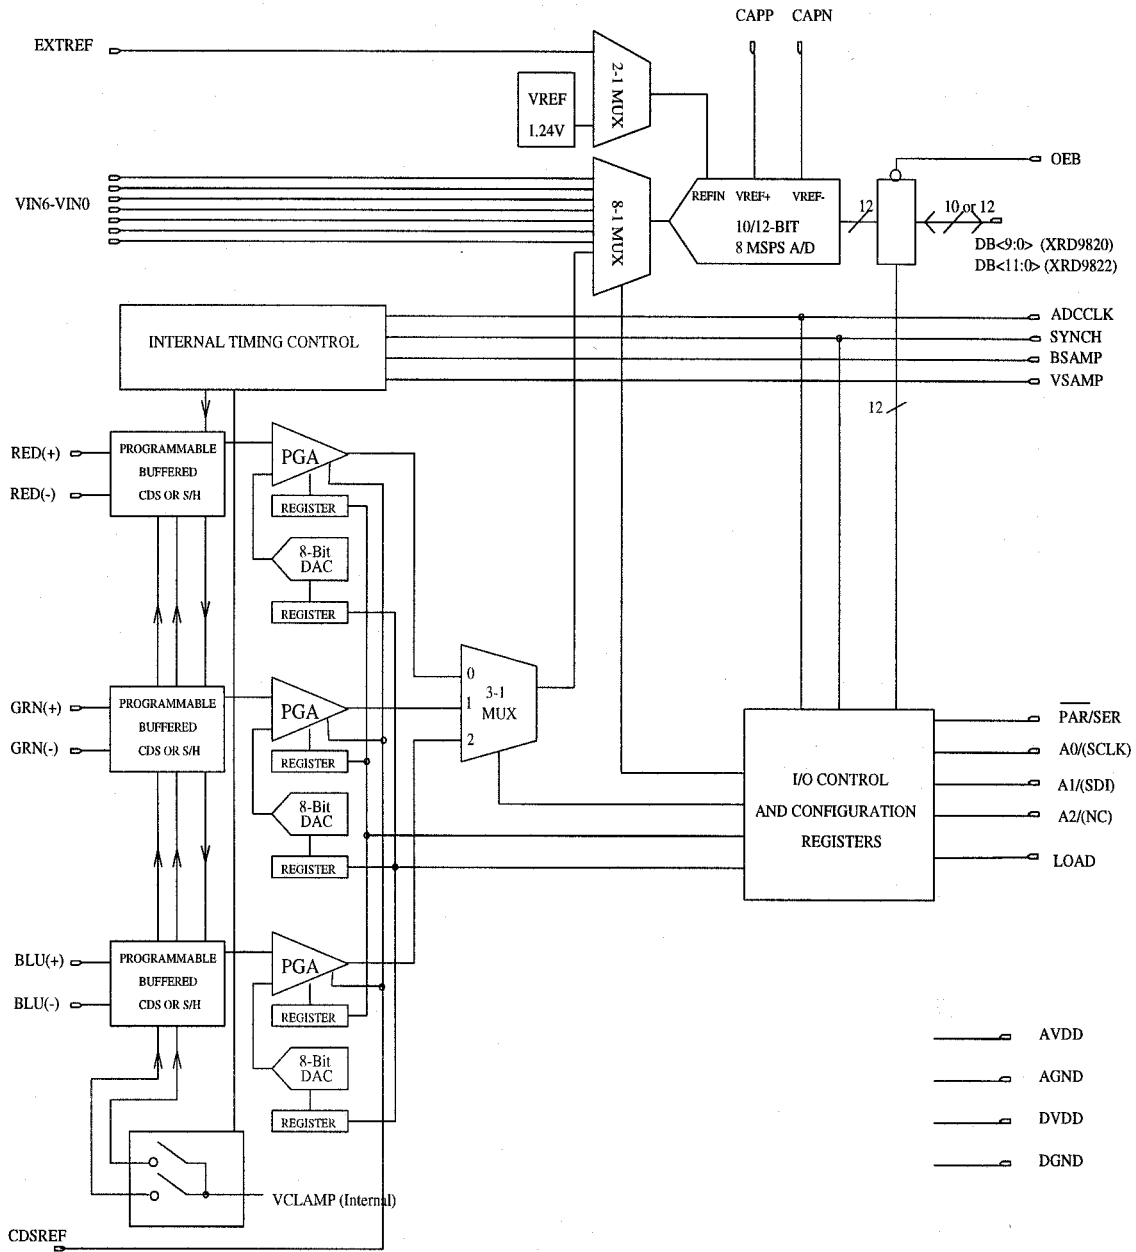 CAPP CAPN
EXTREF
2-1 MUX
VREF
1.24V
OEB
VIN6-VIN0
8-1 MUX
REFIN VREF+ VREF-
10/12-BIT
8 MSPS A/D
12
10 or 12
DB<9:0> (XRD9820)
DB<11:0> (XRD9822)
INTERNAL TIMING CONTROL
ADCCLK
SYNCH
BSAMP
VSAMP
12
RED(+)
RED(-)
PROGRAMMABLE
BUFFERED
CDS OR S/H
PGA
REGISTER
8-Bit
DAC
REGISTER
GRN(+)
GRN(-)
PROGRAMMABLE
BUFFERED
CDS OR S/H
PGA
REGISTER
8-Bit
DAC
REGISTER
0
1
2
3-1
MUX
I/O CONTROL
AND CONFIGURATION
REGISTERS
PAR/SER
A0/(SCLK)
A1/(SDI)
A2/(NC)
LOAD
BLU(+)
BLU(-)
PROGRAMMABLE
BUFFERED
CDS OR S/H
PGA
REGISTER
8-Bit
DAC
REGISTER
AVDD
AGND
DVDD
DGND
VCLAMP (Internal)
CDSREF